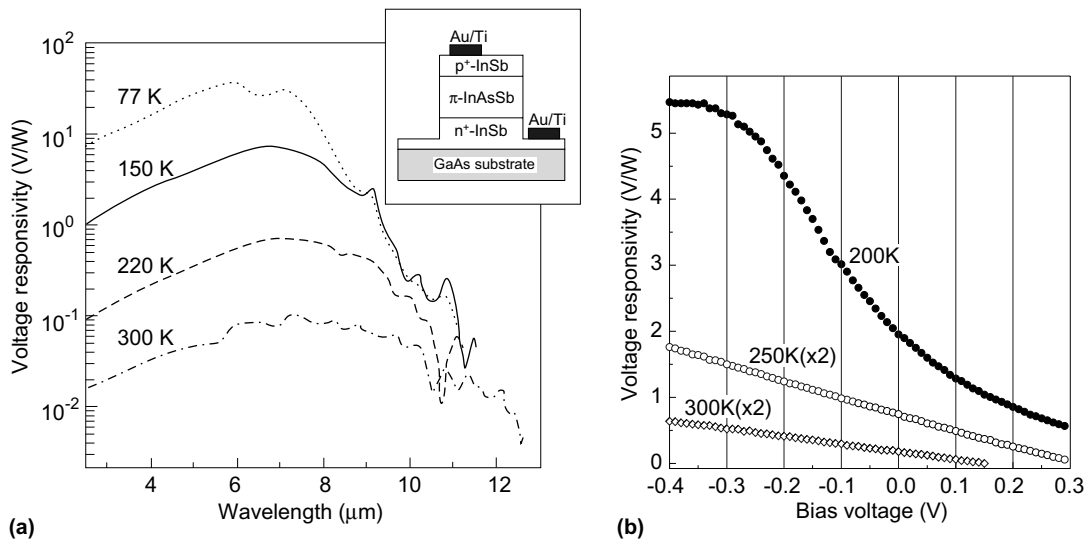 Voltage responsivity (V/W)
10²
10¹
10⁰
10⁻¹
10⁻²
77 K
150 K
220 K
300 K
4 6 8 10 12
Wavelength (μm)
(a)
Au/Ti
p⁺-InSb
π-InAsSb
Au/Ti
n⁺-InSb
GaAs substrate
Voltage responsivity (V/W)
5
4
3
2
1
0
200K
250K(x2)
300K(x2)
-0.4 -0.3 -0.2 -0.1 0.0 0.1 0.2 0.3
Bias voltage (V)
(b)